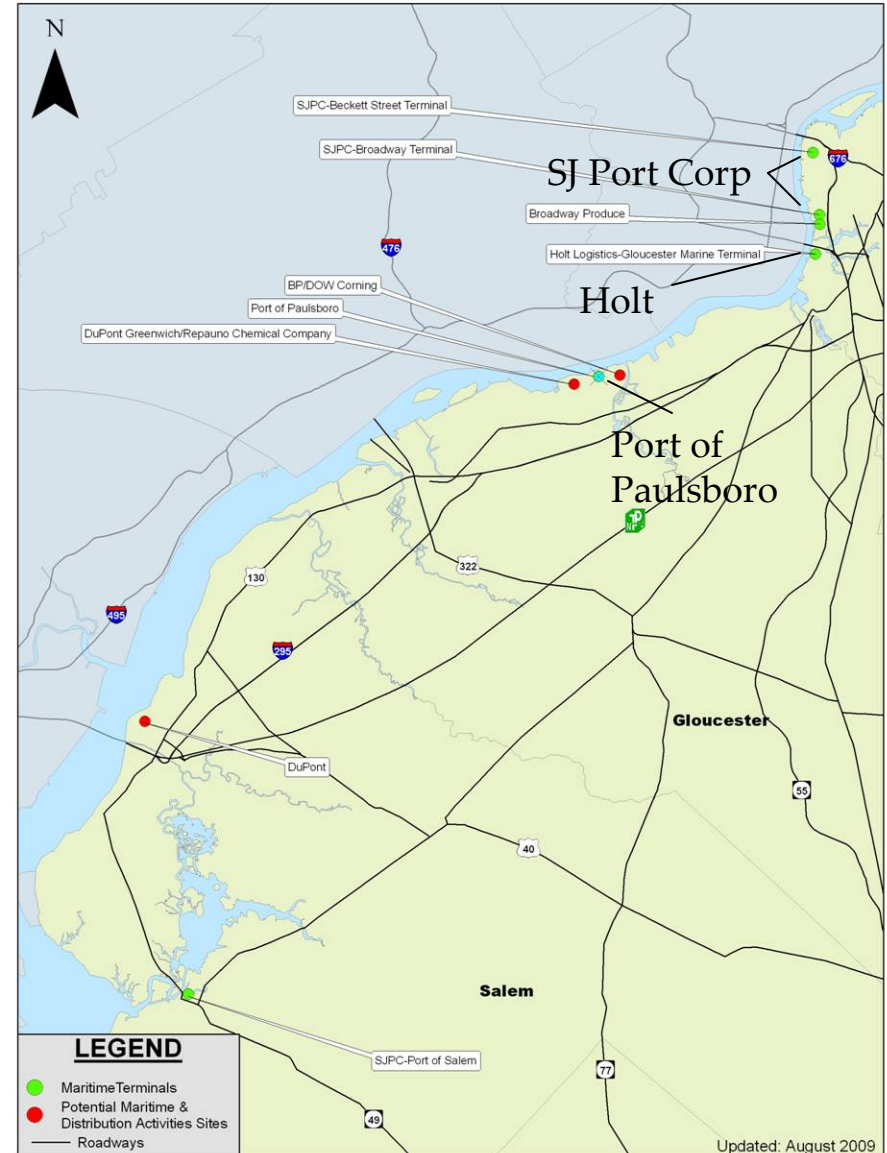 N
SJPC-Beckett Street Terminal
SJPC-Broadway Terminal
676
SJ Port Corp
Broadway Produce
476
Holt Logistics-Gloucester Marine Terminal
BP/DOW Corning
Holt
Port of Paulsboro
DuPont Greenwich/Repauno Chemical Company
Port of
Paulsboro
322
130
495
295
Gloucester
DuPont
55
40
Salem
LEGEND
SJPC-Port of Salem
77
Maritime Terminals
Potential Maritime &
Distribution Activities Sites
49
Roadways
Updated: August 2009